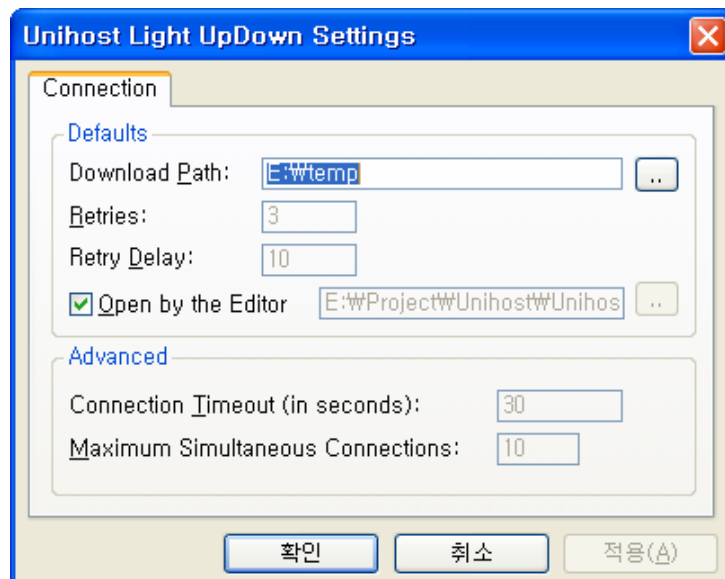 Unihost Light UpDown Settings
Connection
Defaults
Download Path: E:₩temp ..
Retries: 3
Retry Delay: 10
Open by the Editor E:₩Project₩Unihost₩Unihos ..
Advanced
Connection Timeout (in seconds): 30
Maximum Simultaneous Connections: 10
확인 취소 적용(A)